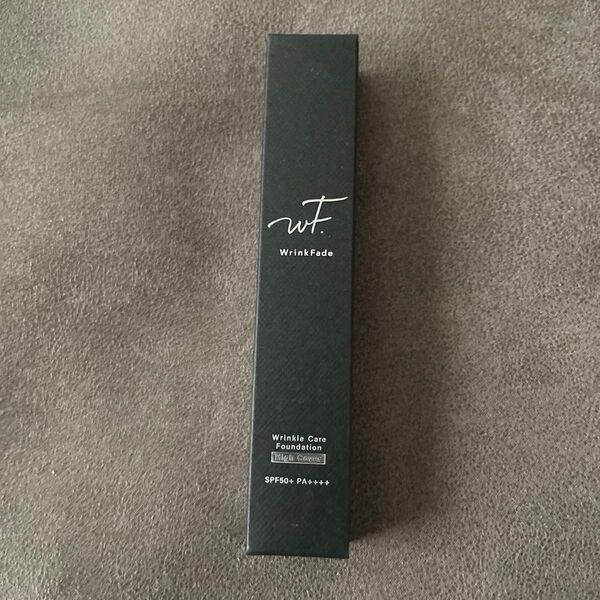 WF.
WrinkFade
Wrinkle Care
Foundation
High Cover
SPF50+ PA++++